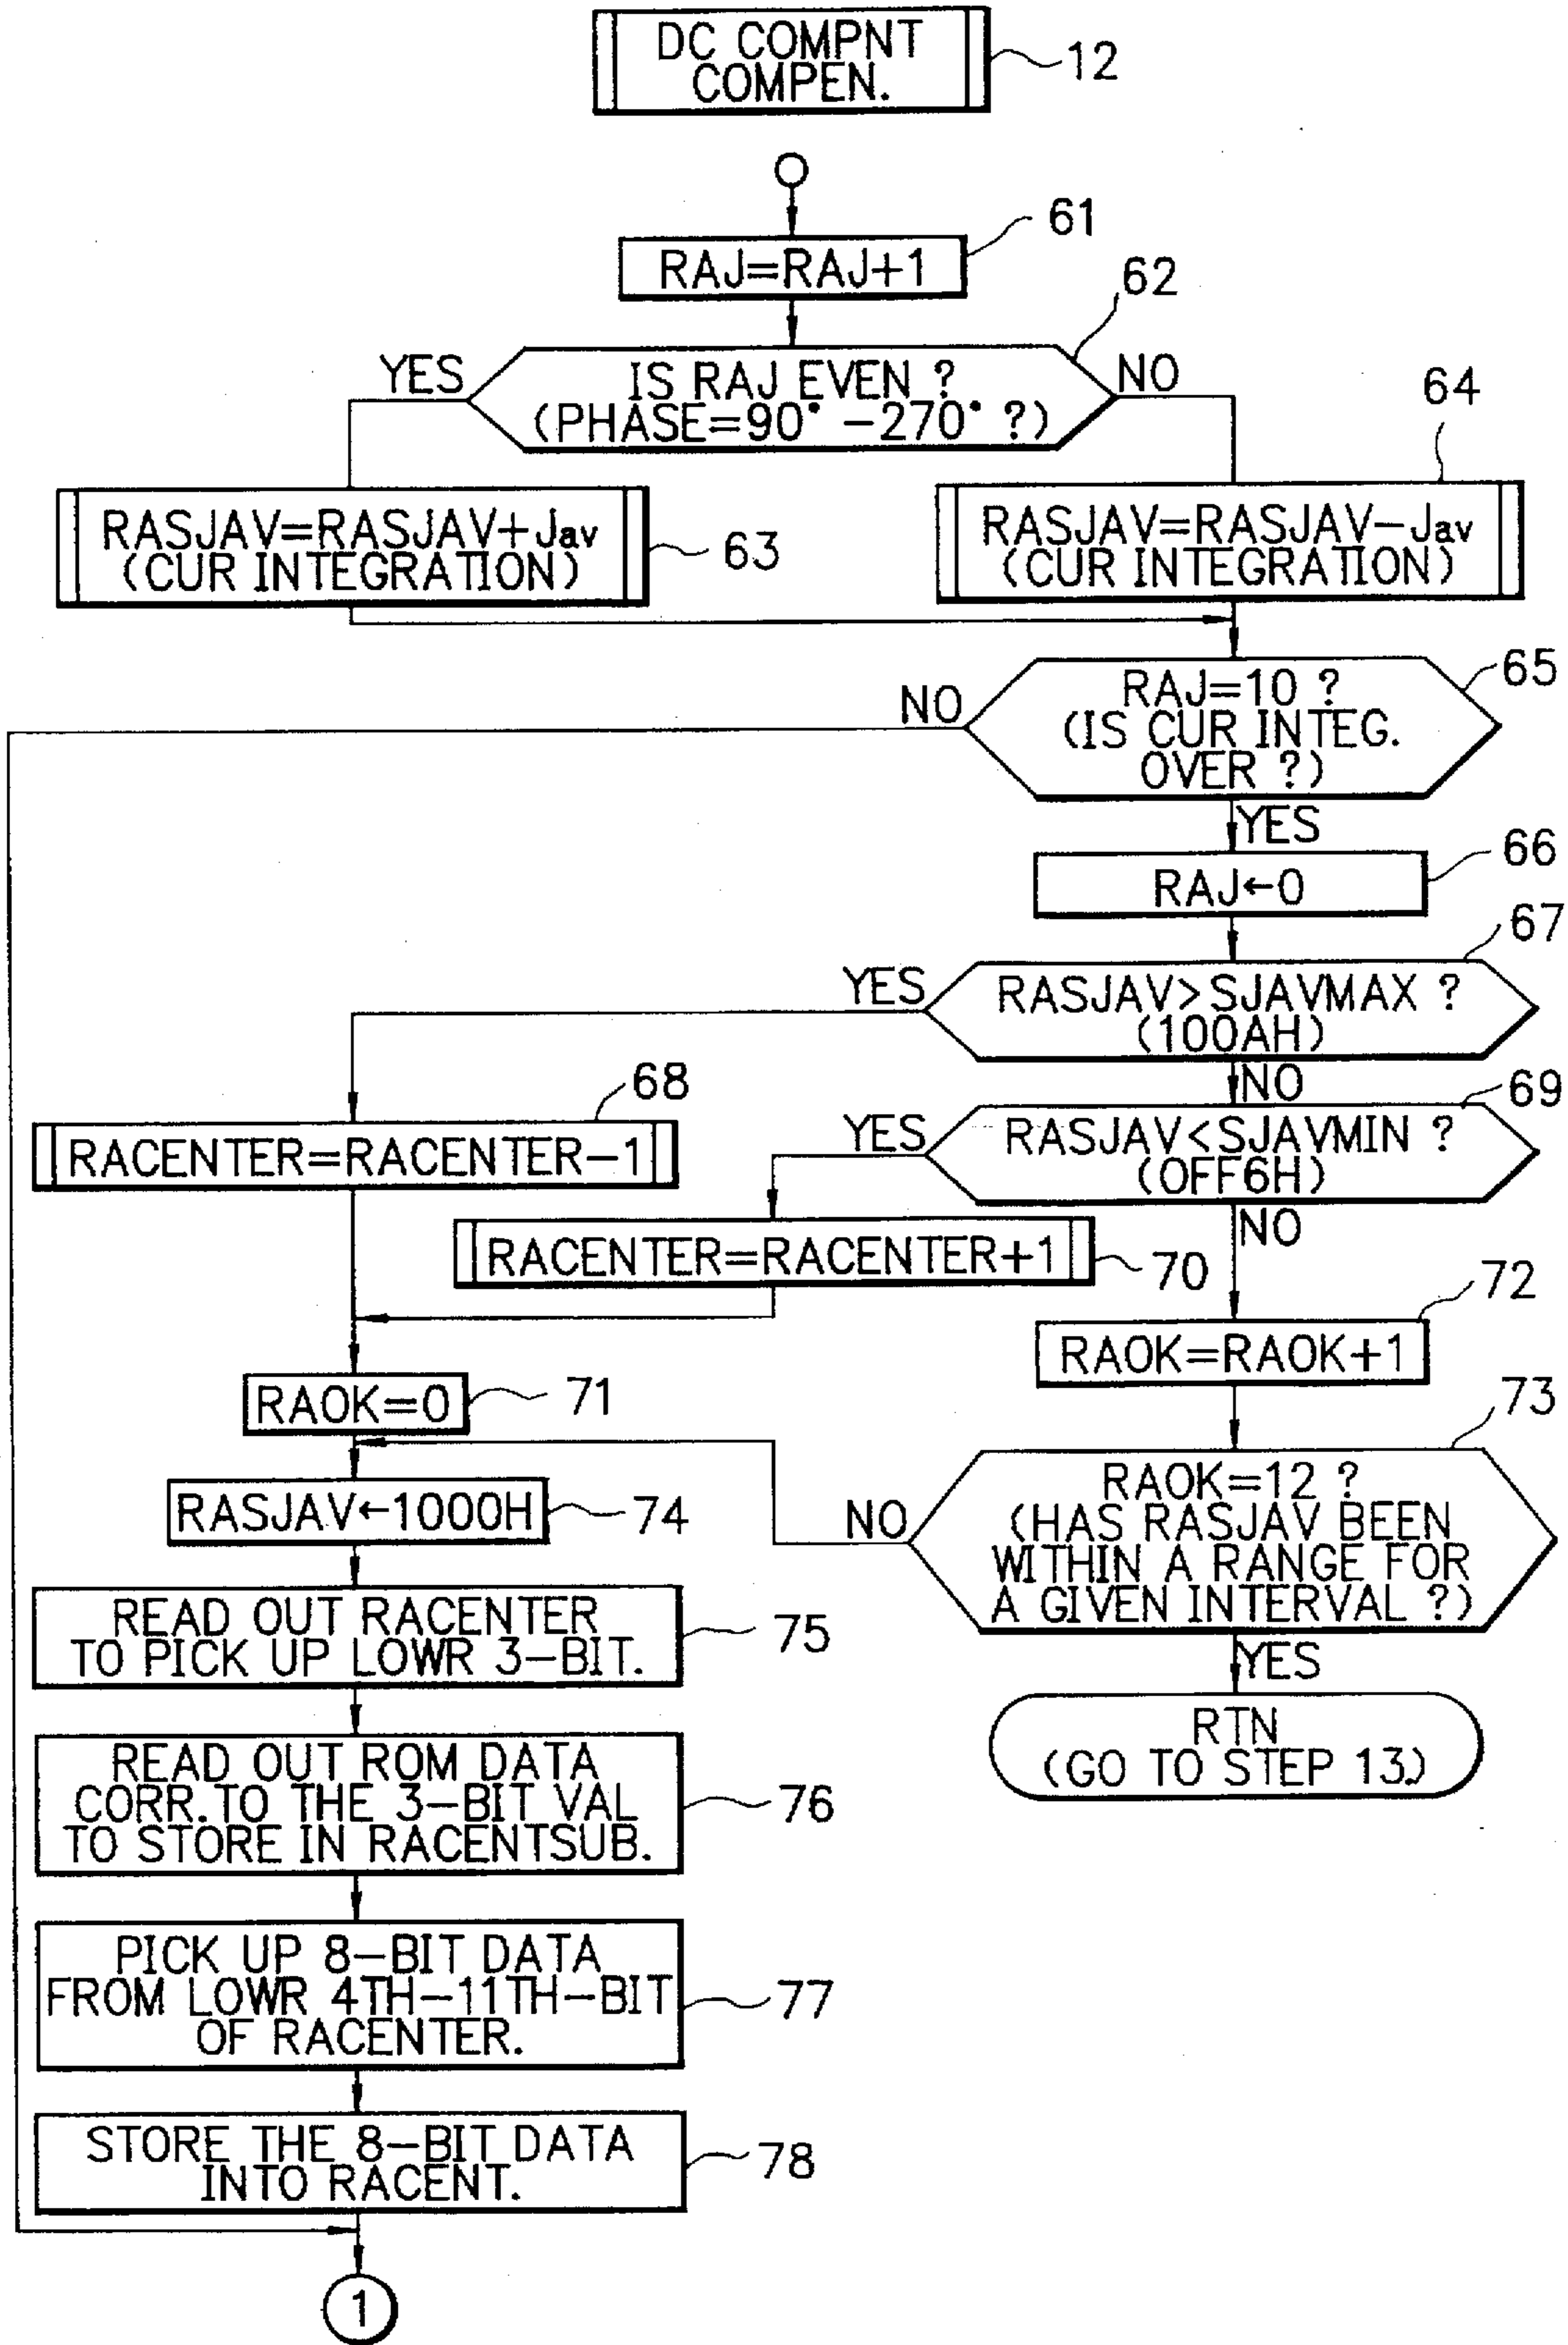 DC COMPNT
COMPEN.
12
61
RAJ=RAJ+1
62
YES
IS RAJ EVEN ?
(PHASE=90° -270° ?)
NO
64
RASJAV=RASJAV+Jav
(CUR INTEGRATION)
63
RASJAV=RASJAV-Jav
(CUR INTEGRATION)
65
NO
RAJ=10 ?
(IS CUR INTEG.
OVER ?)
YES
66
RAJ←0
67
YES
RASJAV>SJAVMAX ?
(100AH)
NO
68
69
YES
RASJAV<SJAVMIN ?
(OFF6H)
NO
RACENTER=RACENTER-1
RACENTER=RACENTER+1
70
72
RAOK=RAOK+1
RAOK=0
71
73
RASJAV←1000H
74
NO
RAOK=12 ?
(HAS RASJAV BEEN
WITHIN A RANGE FOR
A GIVEN INTERVAL ?)
YES
READ OUT RACENTER
TO PICK UP LOWR 3-BIT.
75
RTN
(GO TO STEP 13.)
READ OUT ROM DATA
CORR.TO THE 3-BIT VAL
TO STORE IN RACENTSUB.
76
PICK UP 8-BIT DATA
FROM LOWR 4TH-11TH-BIT
OF RACENTER.
77
STORE THE 8-BIT DATA
INTO RACENT.
78
1